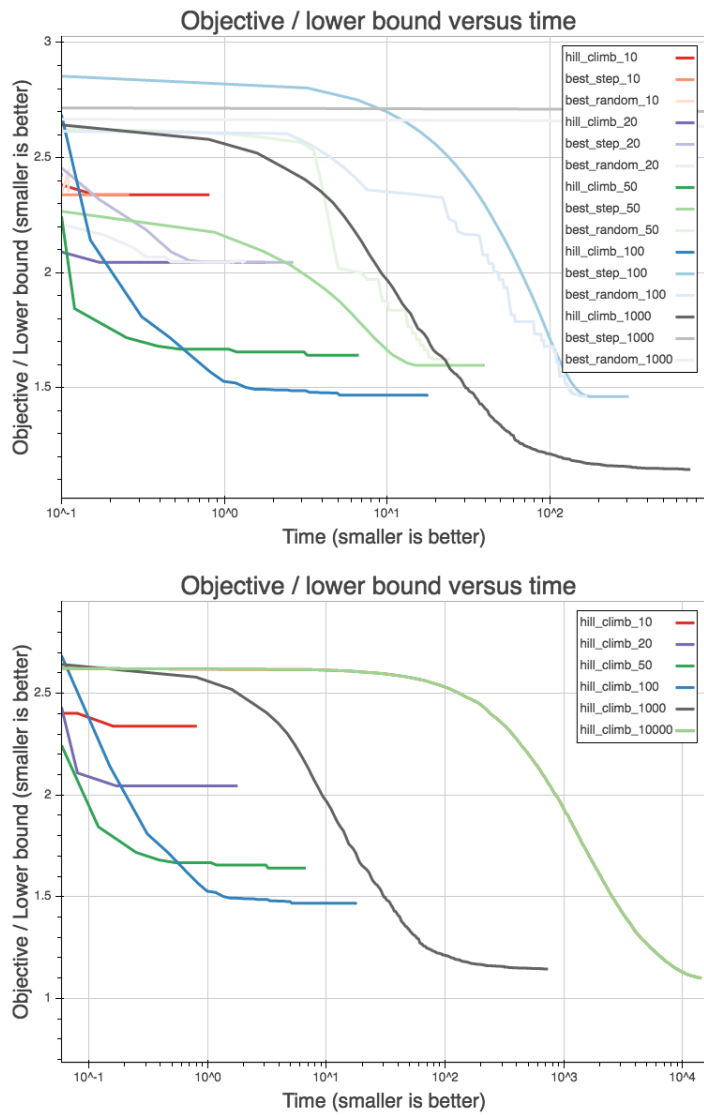 Objective / lower bound versus time
Objective / Lower bound (smaller is better)
3
2.5
2
1.5
hill_climb_10
best_step_10
best_random_10
hill_climb_20
best_step_20
best_random_20
hill_climb_50
best_step_50
best_random_50
hill_climb_100
best_step_100
best_random_100
hill_climb_1000
best_step_1000
best_random_1000
10^-1
10^0
10^1
10^2
Time (smaller is better)
Objective / lower bound versus time
Objective / Lower bound (smaller is better)
2.5
2
1.5
1
hill_climb_10
hill_climb_20
hill_climb_50
hill_climb_100
hill_climb_1000
hill_climb_10000
10^-1
10^0
10^1
10^2
10^3
10^4
Time (smaller is better)